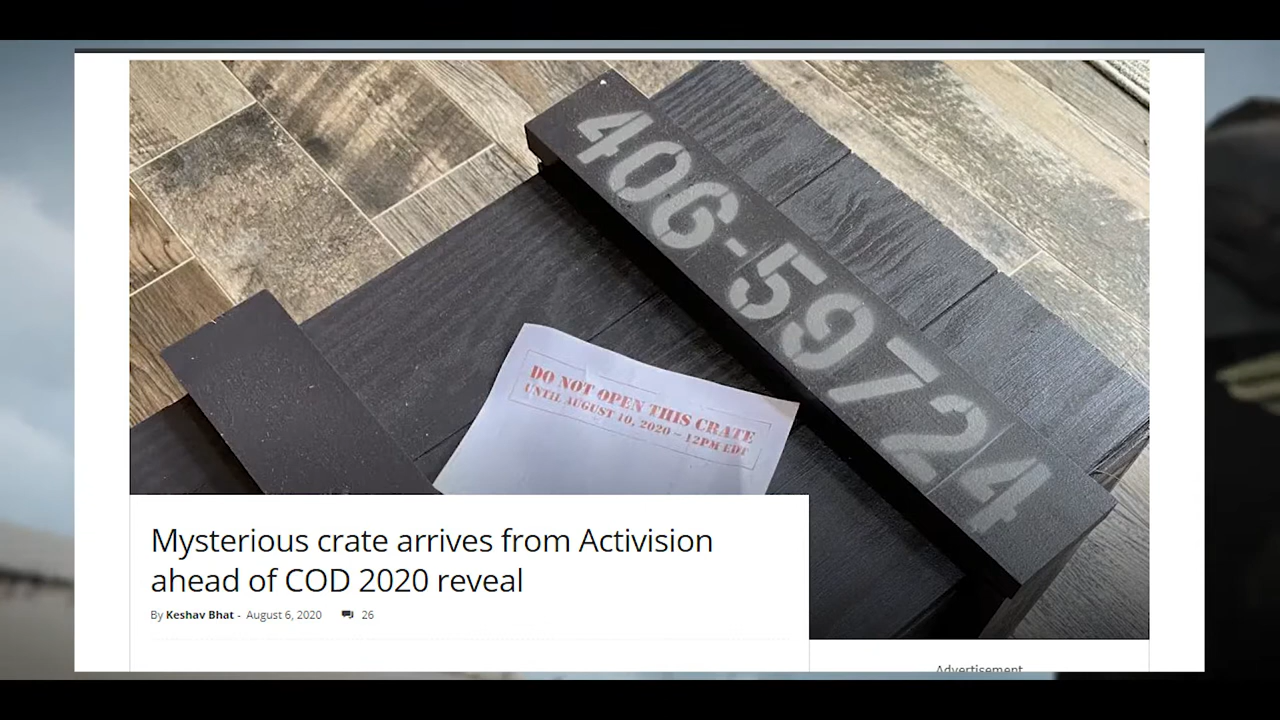 406-59724
DO NOT OPEN THIS CRATE
UNTIL AUGUST 10, 2020 - 12PM EDT
Mysterious crate arrives from Activision
ahead of COD 2020 reveal
By Keshav Bhat - August 6, 2020 26
Advertisement